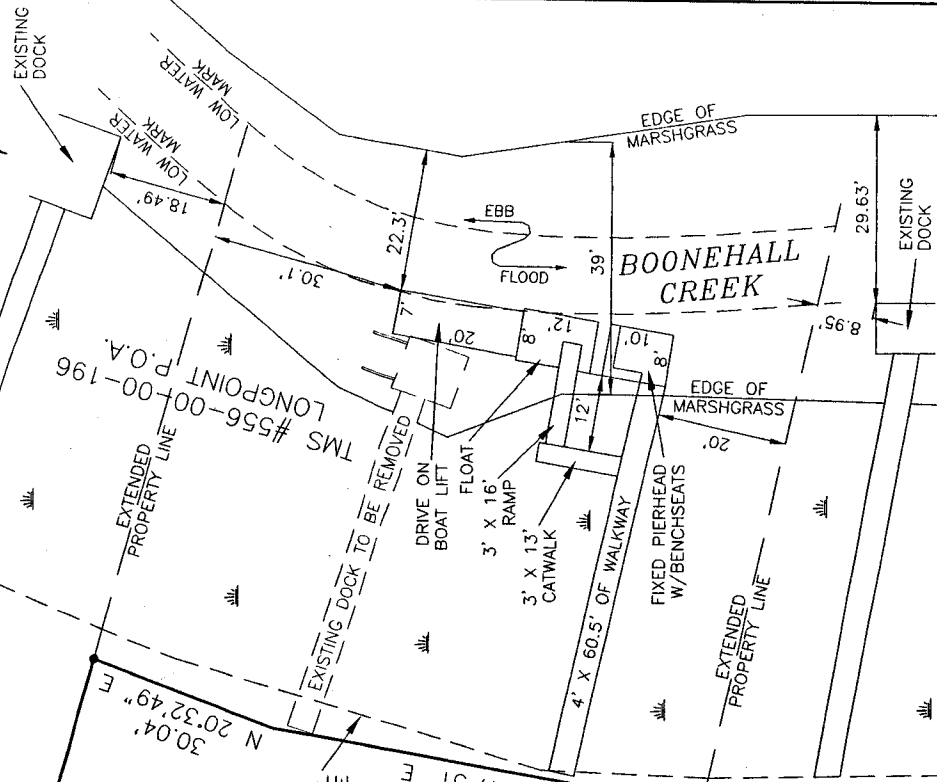 EXISTING
DOCK
LOW WATER
MARK
LOW WATER
MARK
18.49'
EDGE OF
MARSHGRASS
22.3'
30.1'
EBB
FLOOD
39'
BOONEHALL
CREEK
29.63'
EXISTING
DOCK
8.95'
7'
20'
8'
12'
10'
8'
12'
EDGE OF
MARSHGRASS
20'
TMS #556-00-00-196
LONGPOINT P.O.A.
EXTENDED
PROPERTY LINE
EXISTING DOCK TO BE REMOVED
DRIVE ON
BOAT LIFT
FLOAT
3' X 16'
RAMP
3' X 13'
CATWALK
4' X 60.5' OF WALKWAY
FIXED PIERHEAD
W/BENCHSEATS
EXTENDED
PROPERTY LINE
30.04'
N 20°32'49" E
E